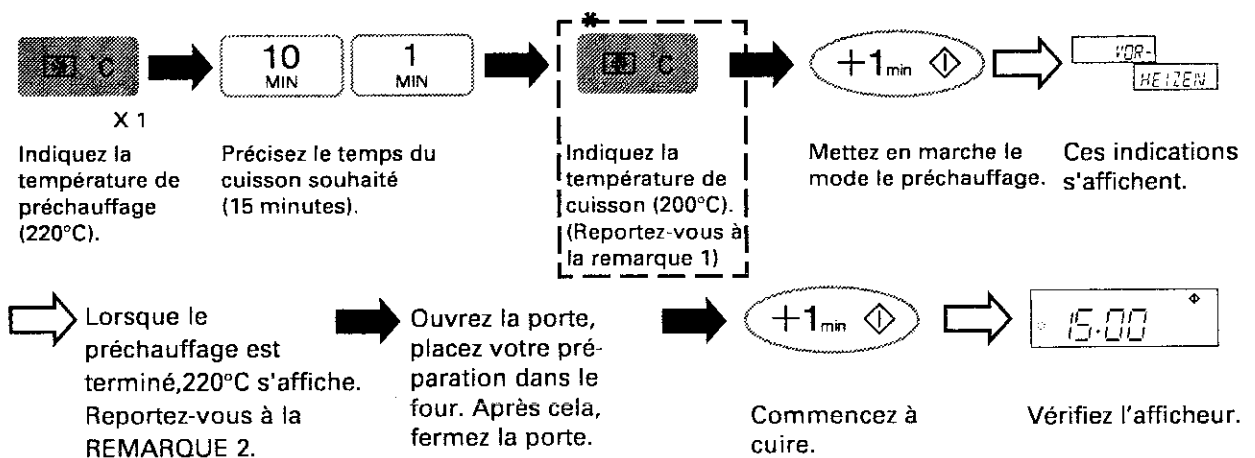 *
°C
X 1
10
MIN
1
MIN
°C
+1min
VOR-
HEIZEN
Indiquez la
température de
préchauffage
(220°C).
Précisez le temps du
cuisson souhaité
(15 minutes).
Indiquez la
température de
cuisson (200°C).
(Reportez-vous à
la remarque 1)
Mettez en marche le
mode le préchauffage.
Ces indications
s'affichent.
Lorsque le
préchauffage est
terminé,220°C s'affiche.
Reportez-vous à la
REMARQUE 2.
Ouvrez la porte,
placez votre pré-
paration dans le
four. Après cela,
fermez la porte.
+1min
Commencez à
cuire.
15.00
Vérifiez l'afficheur.